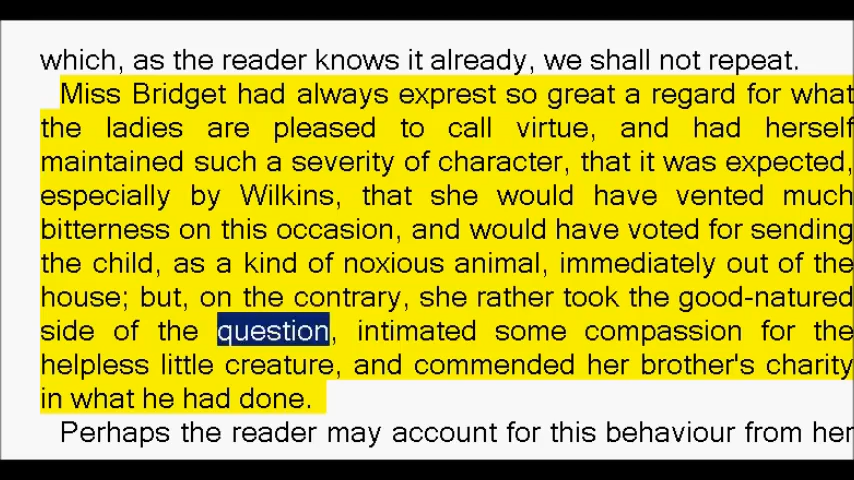 which, as the reader knows it already, we shall not repeat.
Miss Bridget had always exprest so great a regard for what
the ladies are pleased to call virtue, and had herself
maintained such a severity of character, that it was expected,
especially by Wilkins, that she would have vented much
bitterness on this occasion, and would have voted for sending
the child, as a kind of noxious animal, immediately out of the
house; but, on the contrary, she rather took the good-natured
side of the question, intimated some compassion for the
helpless little creature, and commended her brother's charity
in what he had done.
Perhaps the reader may account for this behaviour from her